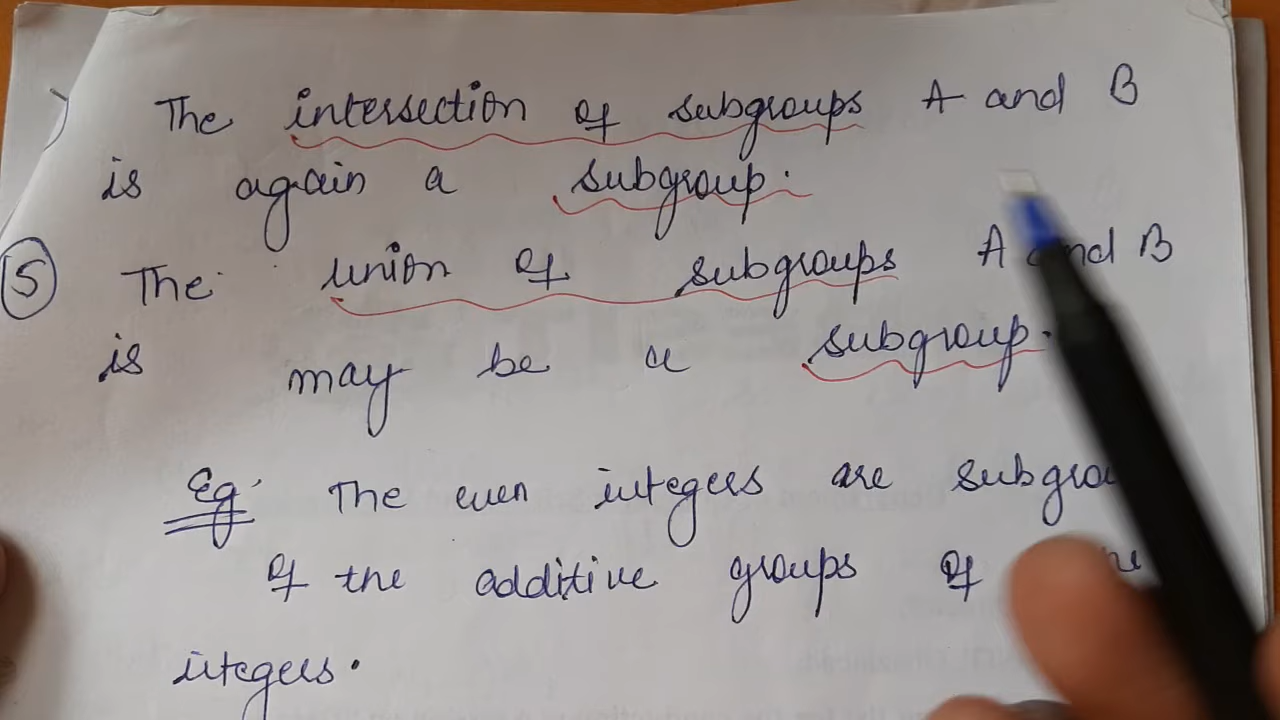 The intersection of subgroups A and B
is again a subgroup.
5 The union of subgroups A and B
is may be a subgroup.
Eg: The even integers are
of the additive groups of
integers.